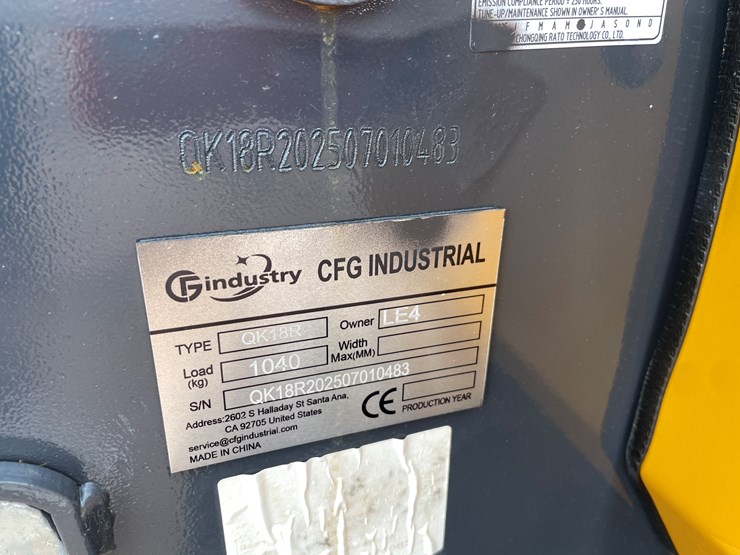 EMISSION COMPLIANCE PERIOD = 250 HOURS.
TUNE-UP/MAINTENANCE SHOWN IN OWNER'S MANUAL.
J F M A M J A S O N D
CHONGQING RATO TECHNOLOGY CO., LTD.
QK18R202507010483
industry CFG INDUSTRIAL
TYPE QK18R Owner LE4
Load (kg) 1040 Width Max(MM)
S/N QK18R202507010483
Address:2602 S Halladay St Santa Ana,
CA 92705 United States
service@cfgindustrial.com
MADE IN CHINA
CE PRODUCTION YEAR